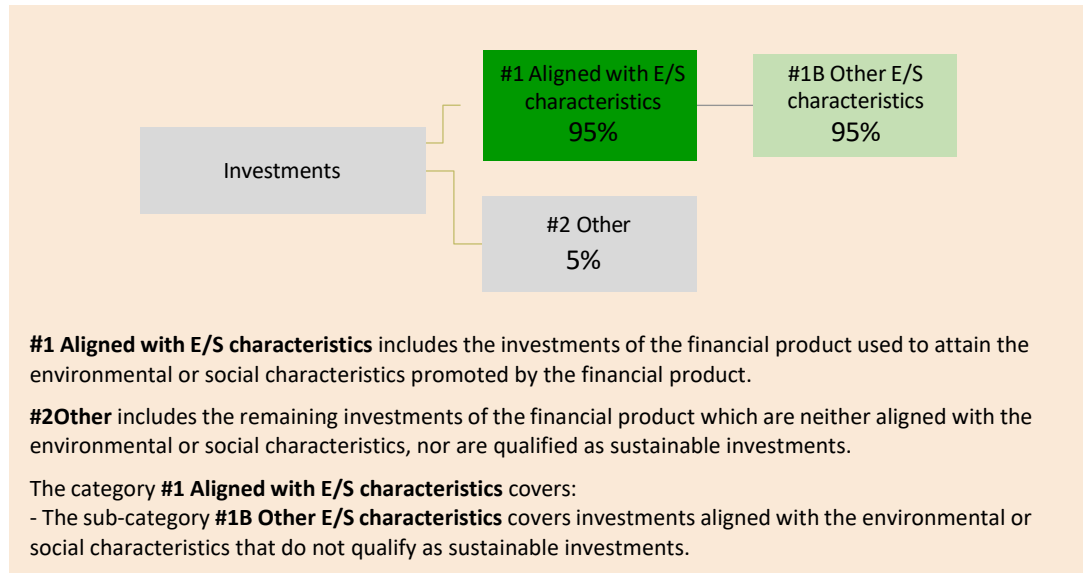 #1 Aligned with E/S
characteristics
95%
#1B Other E/S
characteristics
95%
Investments
#2 Other
5%
#1 Aligned with E/S characteristics includes the investments of the financial product used to attain the
environmental or social characteristics promoted by the financial product.
#2Other includes the remaining investments of the financial product which are neither aligned with the
environmental or social characteristics, nor are qualified as sustainable investments.
The category #1 Aligned with E/S characteristics covers:
- The sub-category #1B Other E/S characteristics covers investments aligned with the environmental or
social characteristics that do not qualify as sustainable investments.